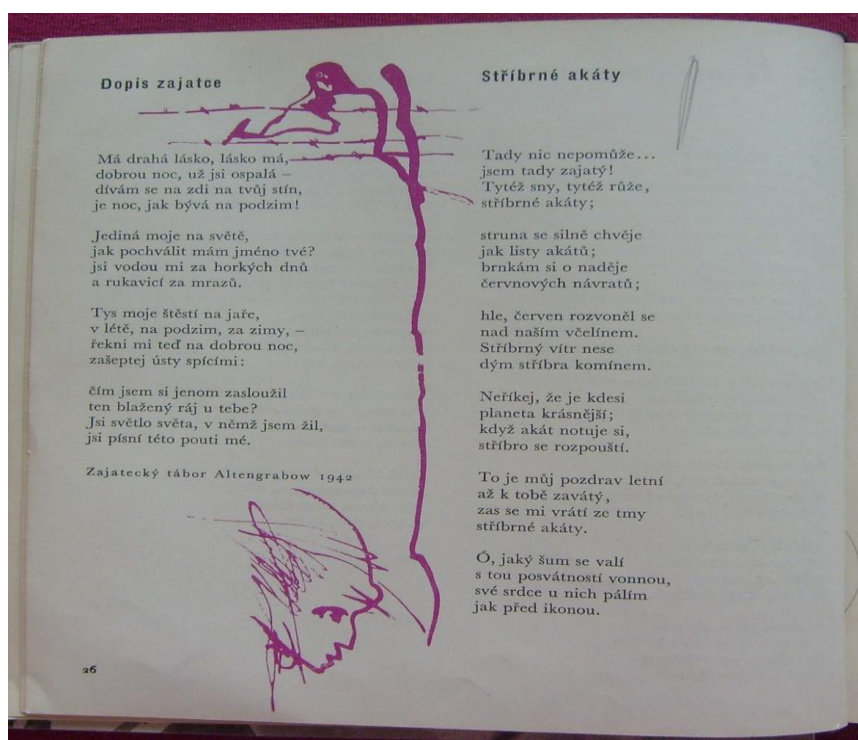 Dopis zajatce
Má drahá lásko, lásko má,
dobrou noc, už jsi ospalá –
dívám se na zdi na tvůj stín,
je noc, jak bývá na podzim!
Jediná moje na světě,
jak pochválit mám jméno tvé?
jsi vodou mi za horkých dnů
a rukavicí za mrazů.
Tys moje štěstí na jaře,
v létě, na podzim, za zimy, –
řekni mi teď na dobrou noc,
zašeptej ústy spícími:
čím jsem si jenom zasloužil
ten blažený ráj u tebe?
Jsi světlo světa, v němž jsem žil,
jsi písní této pouti mé.
Zajatecký tábor Altengrabow 1942
26
Stříbrné akáty
Tady nic nepomůže...
jsem tady zajatý!
Tytéž sny, tytéž růže,
stříbrné akáty;
struna se silně chvěje
jak listy akátů;
brnkám si o naděje
červnových návratů;
hle, červen rozvoněl se
nad naším včelínem.
Stříbrný vítr nese
dým stříbra komínem.
Neříkej, že je kdesi
planeta krásnější;
když akát notuje si,
stříbro se rozpouští.
To je můj pozdrav letní
až k tobě zavátý,
zas se mi vrátí ze tmy
stříbrné akáty.
Ó, jaký šum se valí
s tou posvátností vonnou,
své srdce u nich pálím
jak před ikonou.